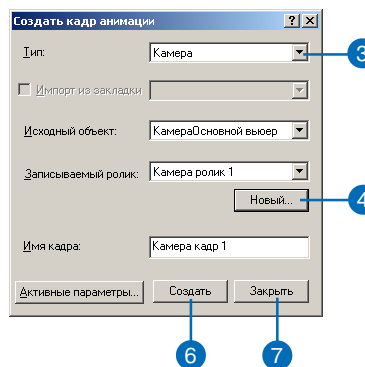 Создать кадр анимации
Тип: Камера 3
Импорт из закладки
Исходный объект: КамераОсновной вьюер
Записываемый ролик: Камера ролик 1
Новый... 4
Имя кадра: Камера кадр 1
Активные параметры... Создать Закрыть
6 7